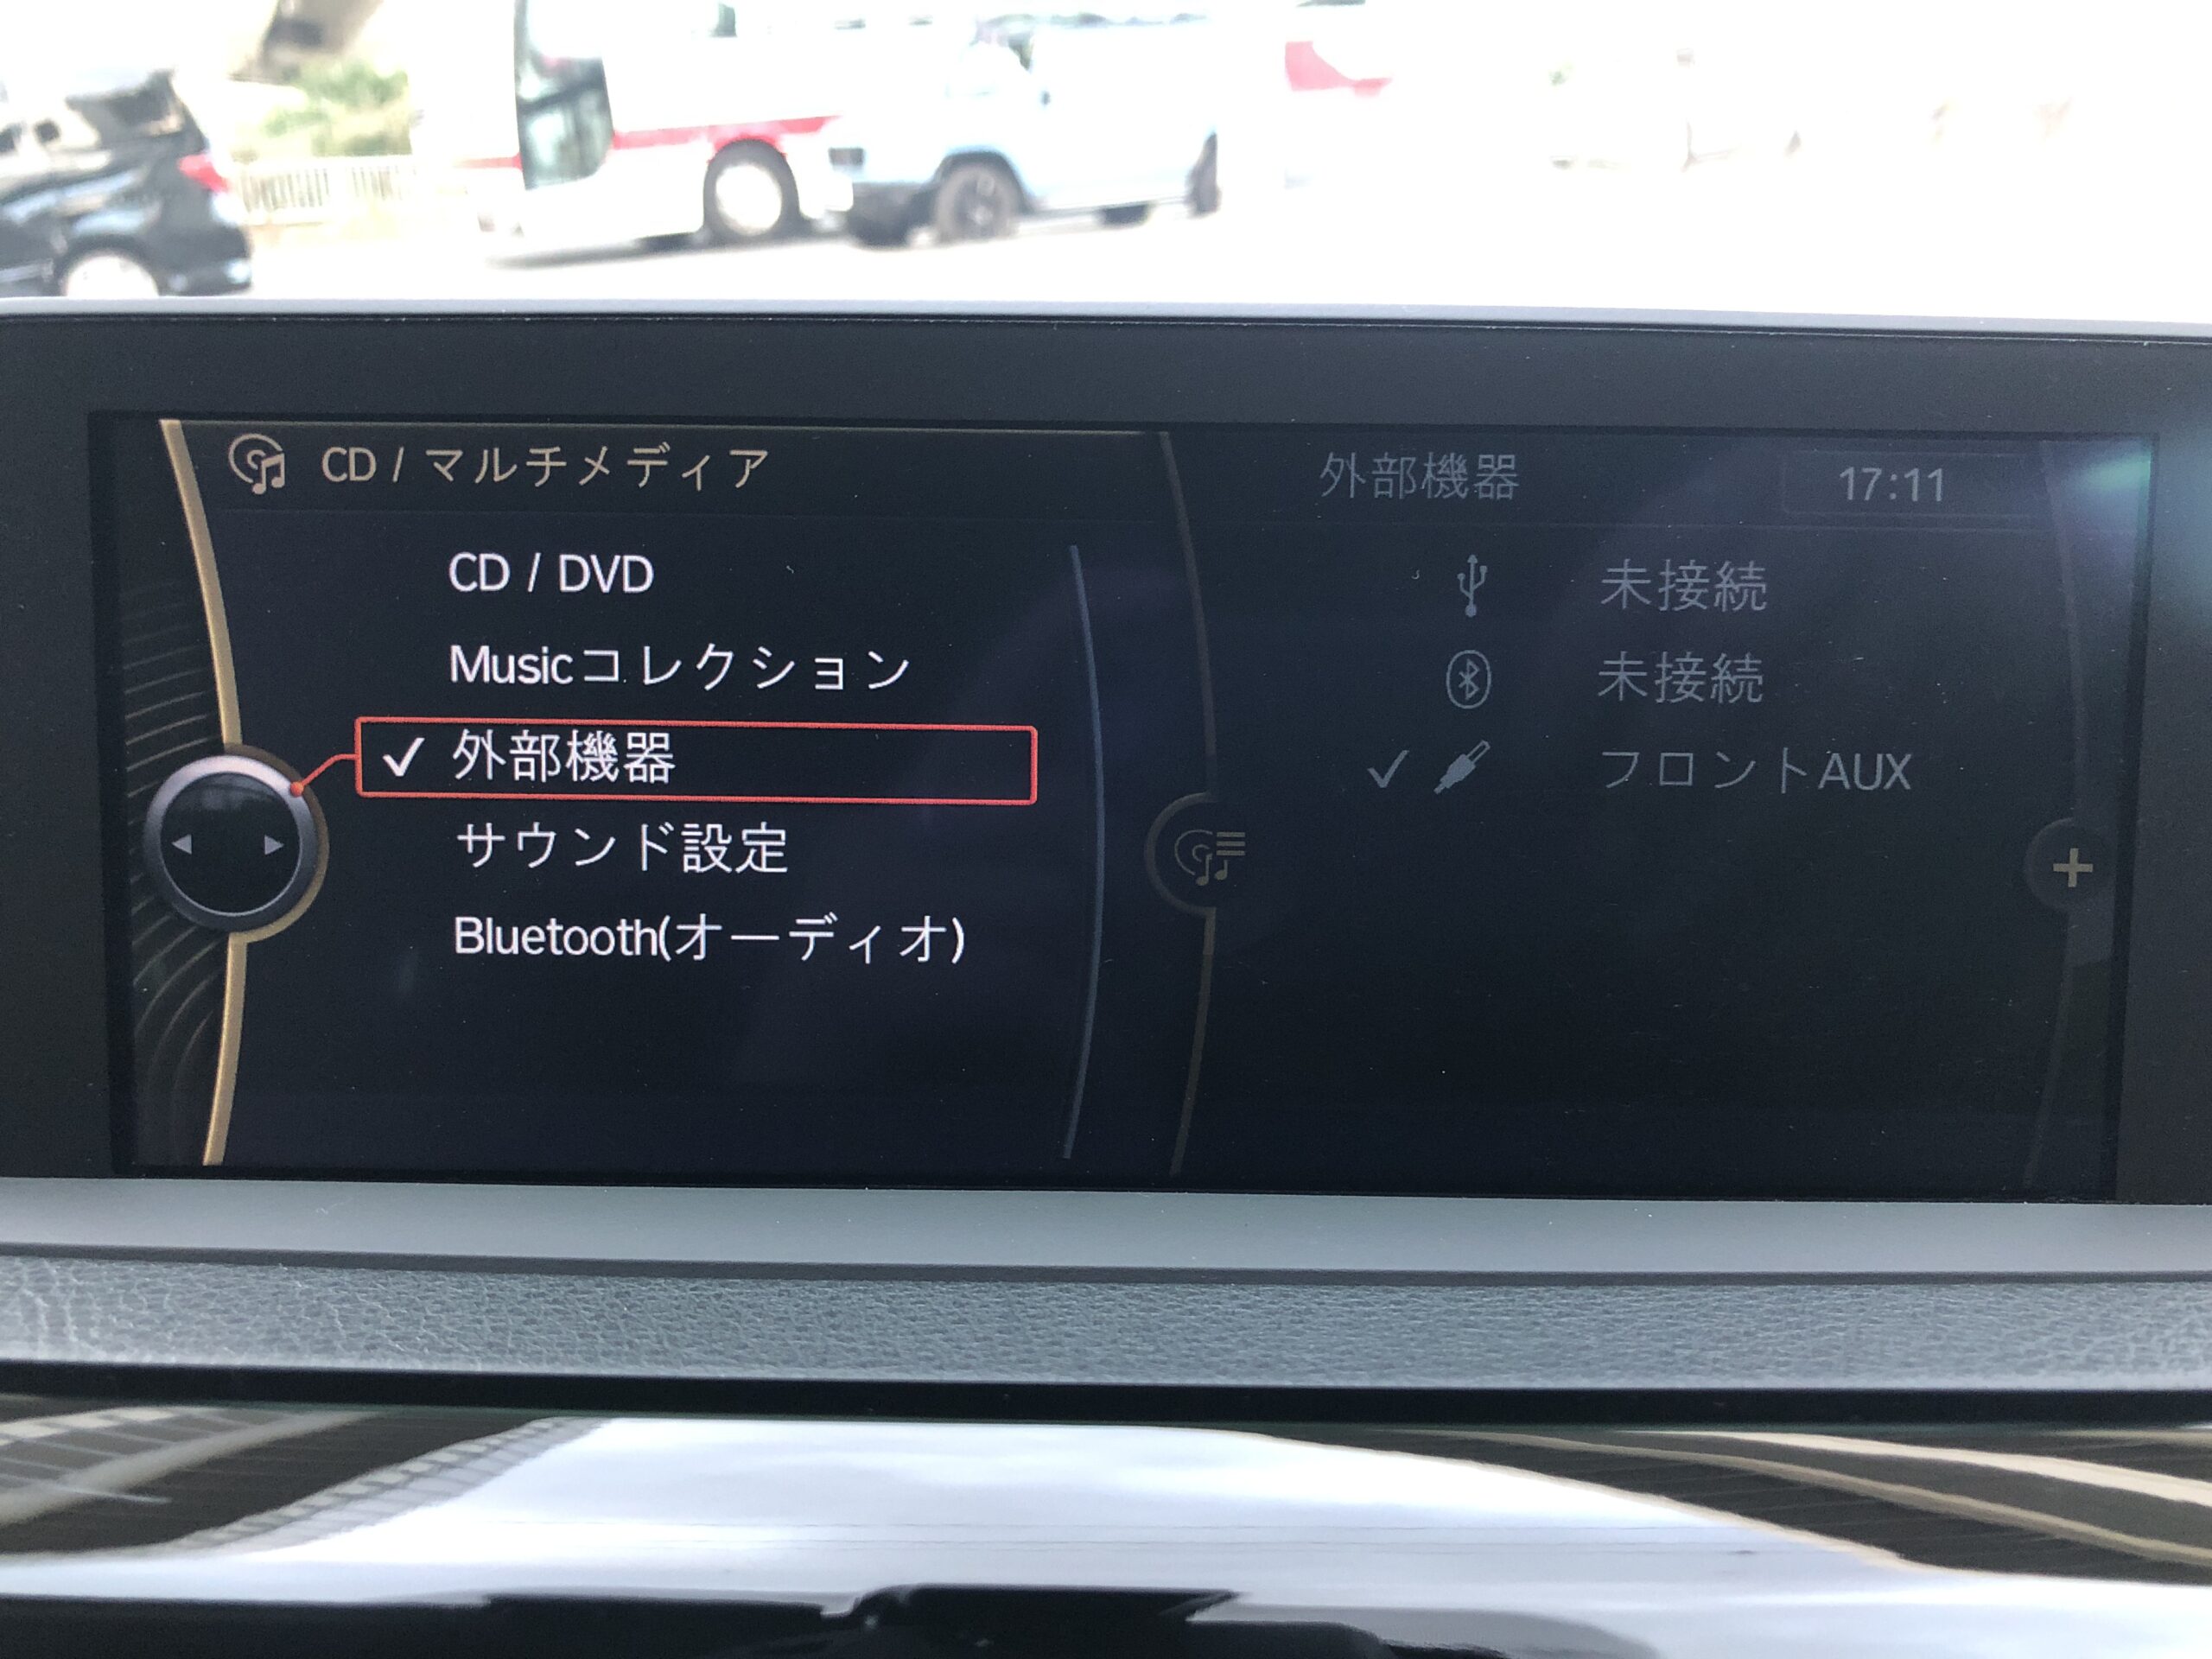 CD / マルチメディア
CD / DVD
Musicコレクション
外部機器
サウンド設定
Bluetooth(オーディオ)
外部機器
17:11
未接続
未接続
フロントAUX